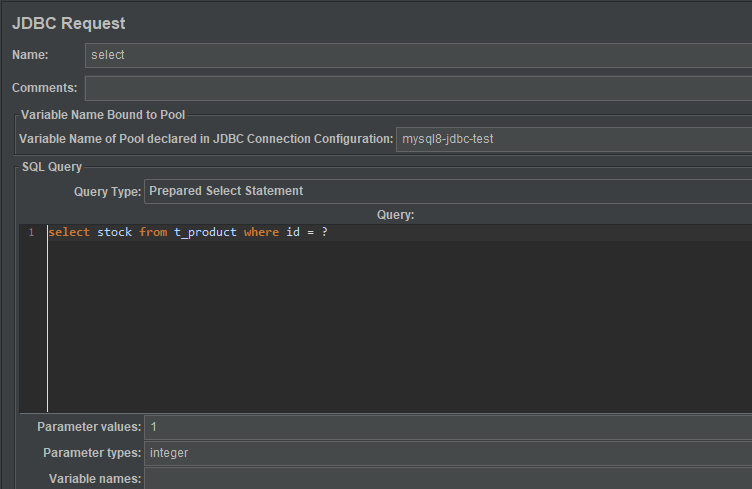 JDBC Request
Name: select
Comments:
Variable Name Bound to Pool
Variable Name of Pool declared in JDBC Connection Configuration: mysql8-jdbc-test
SQL Query
Query Type: Prepared Select Statement
Query:
1 select stock from t_product where id = ?
Parameter values: 1
Parameter types: integer
Variable names: